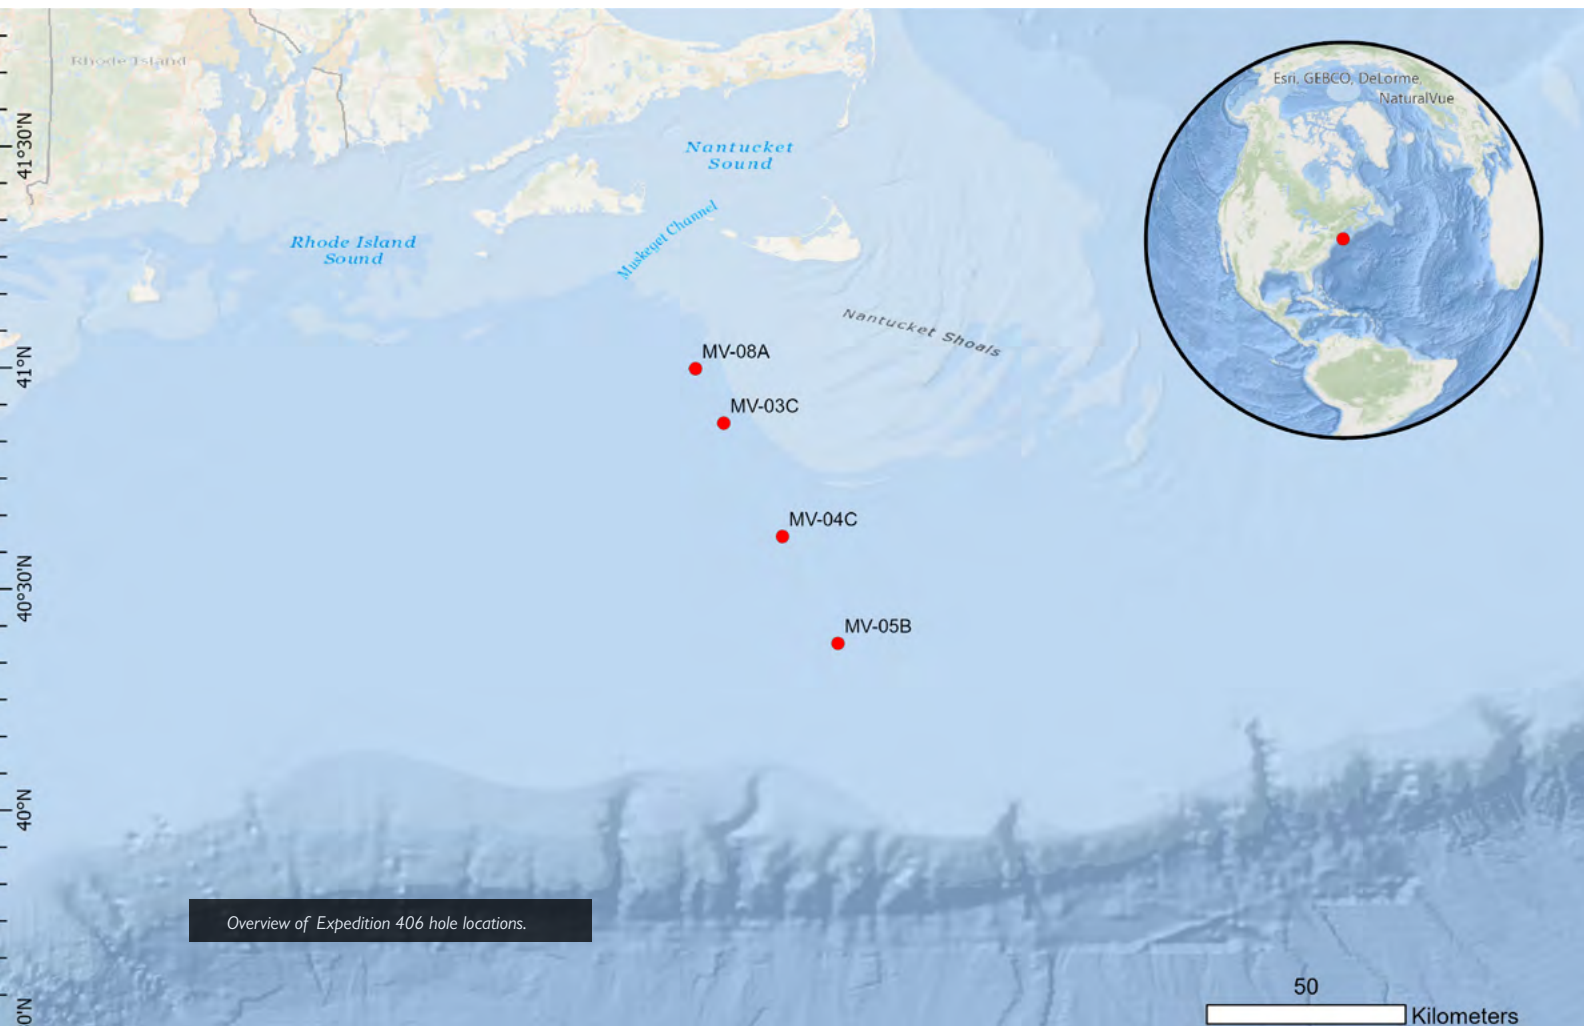 Rhode Island
Esri, GEBCO, DeLorme,
NaturalVue
41°30'N
Nantucket
Sound
Muskeget Channel
Rhode Island
Sound
Nantucket Shoals
41°N
MV-08A
MV-03C
MV-04C
40°30'N
MV-05B
40°N
Overview of Expedition 406 hole locations.
50
Kilometers
0'N